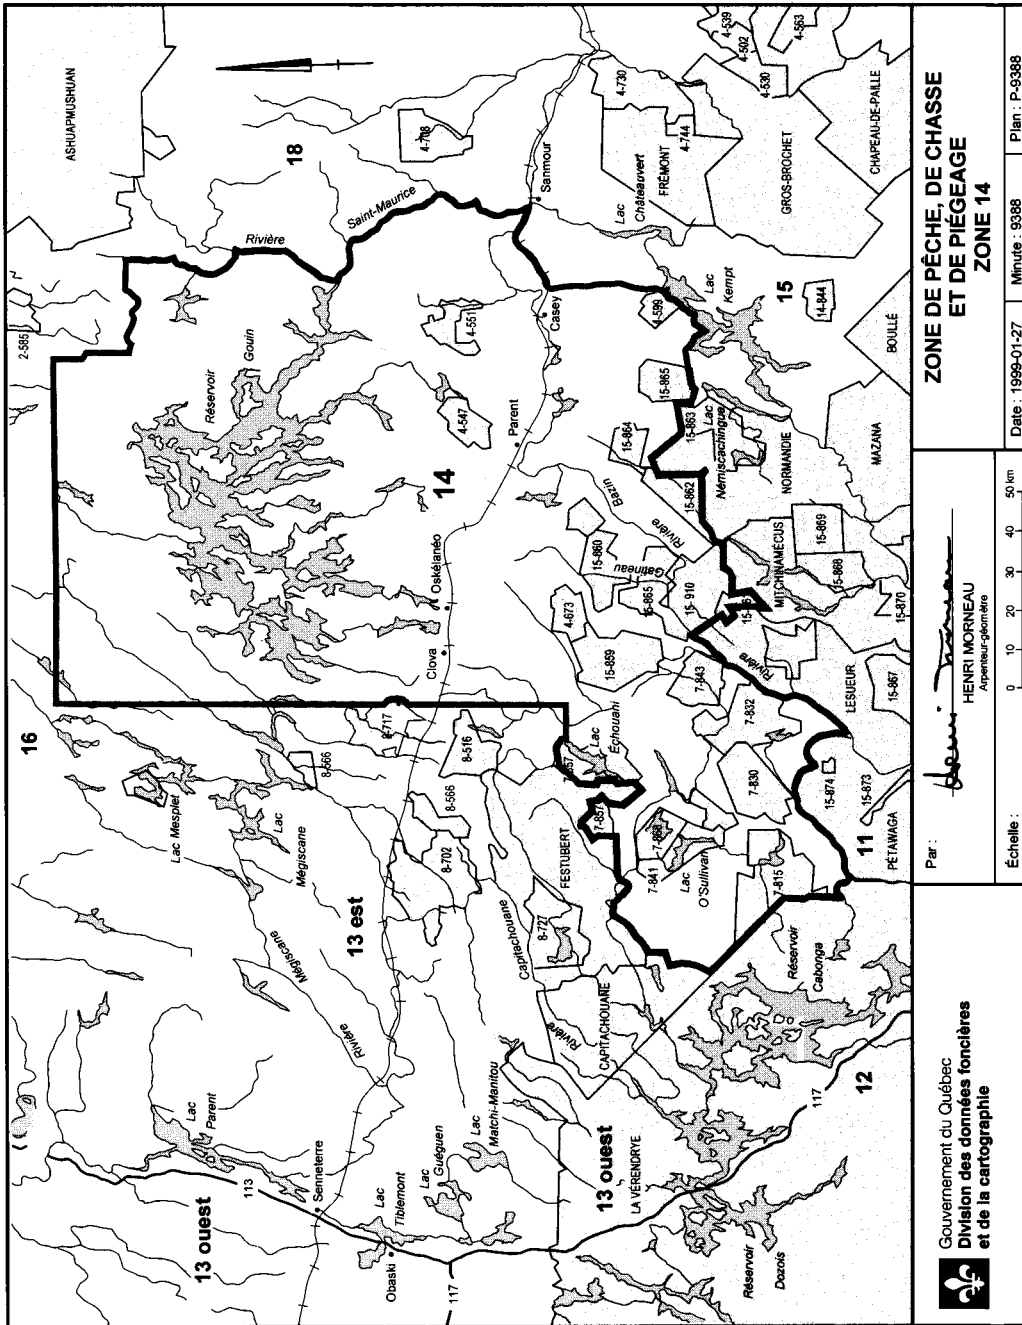 ASHUAPMUSHUAN
2-585
16
18
Rivière
Saint-Maurice
4-708
Sanmour
4-730
4-539
4-502
4-563
4-530
4-744
Lac
Châteauvert
FRÉMONT
GROS-BROCHET
CHAPEAU-DE-PAILLE
Réservoir
Gouin
4-551
4-547
Casey
Parent
14
Oskélanéo
Clova
4-599
Lac
Kempt
15
14-844
BOULLÉ
MAZANA
NORMANDIE
15-865
15-863
15-864
Lac
Némiscachingue
15-862
Bazin
Rivière
15-860
Gatineau
15-865
15-910
4-673
15-859
MITCHINAMÉCUS
15-869
15-868
15-870
Rivière
7-843
7-832
LESUEUR
15-867
7-830
15-874
15-873
11
PETAWAGA
Lac
Échouani
7-857
7-868
7-841
Lac
O'Sullivan
7-815
8-717
8-516
8-566
8-566
8-702
Lac Mesplet
Lac
Mégiscane
Mégiscane
Rivière
13 est
FESTUBERT
8-727
Capitachouane
CAPITACHOUANE
Rivière
Réservoir
Cabonga
12
117
Lac
Parent
113
Senneterre
13 ouest
Lac
Tiblemont
Lac
Guéguen
Lac
Matchi-Manitou
Obaski
117
13 ouest
LA VÉRENDRYE
Réservoir
Dozois
Gouvernement du Québec
Division des données foncières
et de la cartographie
Par :
HENRI MORNEAU
Arpenteur-géomètre
Échelle :
0 10 20 30 40 50 km
ZONE DE PÊCHE, DE CHASSE
ET DE PIÉGEAGE
ZONE 14
Date : 1999-01-27
Minute : 9388
Plan : P-9388